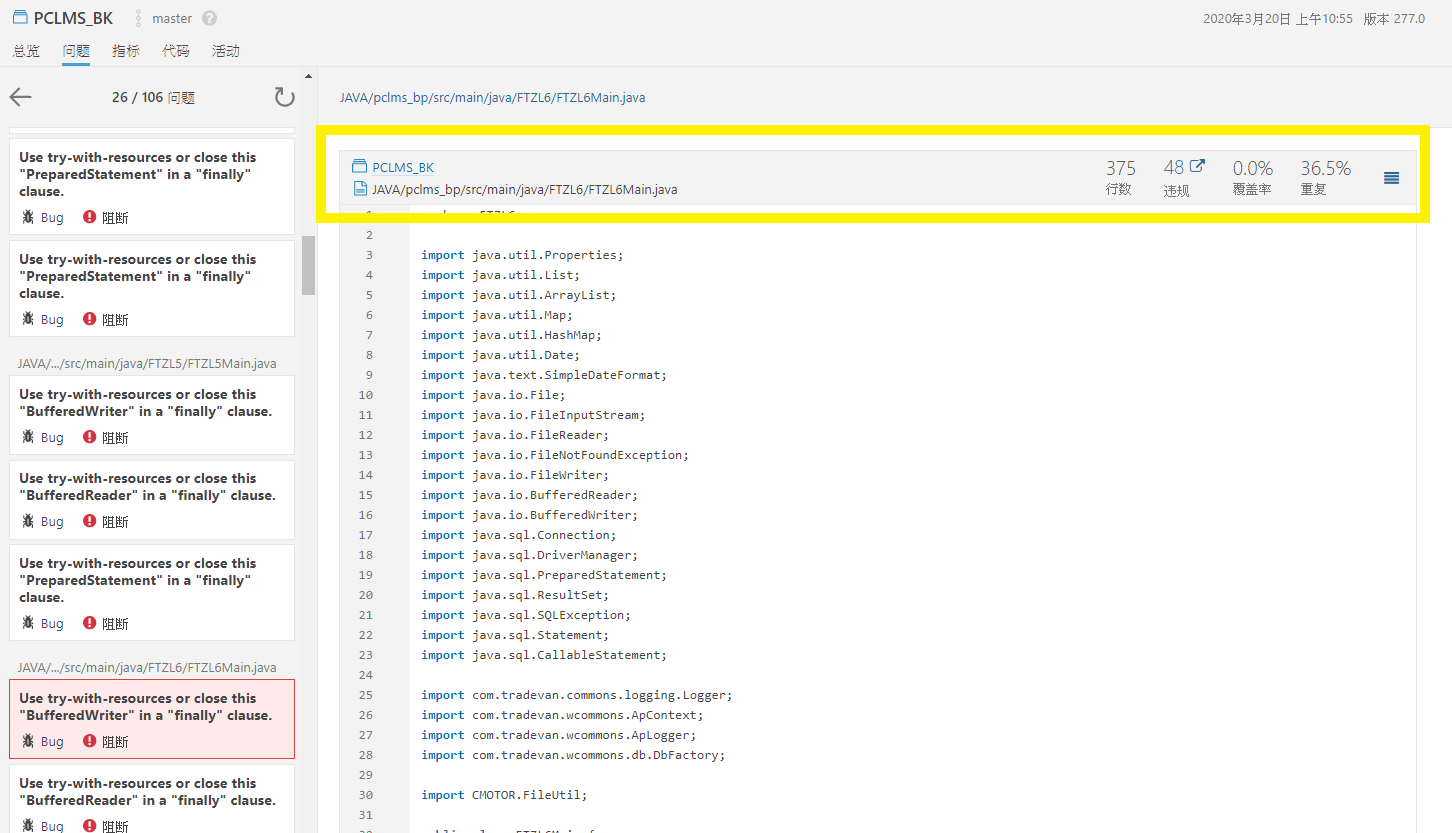 PCLMS_BK master ?
2020年3月20日 上午10:55 版本 277.0
总览 问题 指标 代码 活动
26 / 106 问题
Use try-with-resources or close this
"PreparedStatement" in a "finally"
clause.
Bug 阻断
Use try-with-resources or close this
"PreparedStatement" in a "finally"
clause.
Bug 阻断
JAVA/.../src/main/java/FTZL5/FTZL5Main.java
Use try-with-resources or close this
"BufferedWriter" in a "finally" clause.
Bug 阻断
Use try-with-resources or close this
"BufferedReader" in a "finally" clause.
Bug 阻断
Use try-with-resources or close this
"PreparedStatement" in a "finally"
clause.
Bug 阻断
JAVA/.../src/main/java/FTZL6/FTZL6Main.java
Use try-with-resources or close this
"BufferedWriter" in a "finally" clause.
Bug 阻断
Use try-with-resources or close this
"BufferedReader" in a "finally" clause.
Bug 阻断
JAVA/pclms_bp/src/main/java/FTZL6/FTZL6Main.java
PCLMS_BK
JAVA/pclms_bp/src/main/java/FTZL6/FTZL6Main.java
375 48 0.0% 36.5%
行数 违规 覆盖率 重复
2
3 import java.util.Properties;
4 import java.util.List;
5 import java.util.ArrayList;
6 import java.util.Map;
7 import java.util.HashMap;
8 import java.util.Date;
9 import java.text.SimpleDateFormat;
10 import java.io.File;
11 import java.io.FileInputStream;
12 import java.io.FileReader;
13 import java.io.FileNotFoundException;
14 import java.io.FileWriter;
15 import java.io.BufferedReader;
16 import java.io.BufferedWriter;
17 import java.sql.Connection;
18 import java.sql.DriverManager;
19 import java.sql.PreparedStatement;
20 import java.sql.ResultSet;
21 import java.sql.SQLException;
22 import java.sql.Statement;
23 import java.sql.CallableStatement;
24
25 import com.tradevan.commons.logging.Logger;
26 import com.tradevan.wcommons.ApContext;
27 import com.tradevan.wcommons.ApLogger;
28 import com.tradevan.wcommons.db.DbFactory;
29
30 import CMOTOR.FileUtil;
31